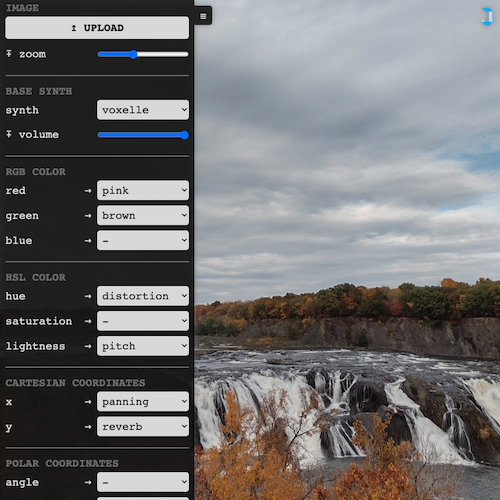 IMAGE
↥ UPLOAD
∓ zoom
BASE SYNTH
synth voxelle
∓ volume
RGB COLOR
red → pink
green → brown
blue → –
HSL COLOR
hue → distortion
saturation → –
lightness → pitch
CARTESIAN COORDINATES
x → panning
y → reverb
POLAR COORDINATES
angle → –